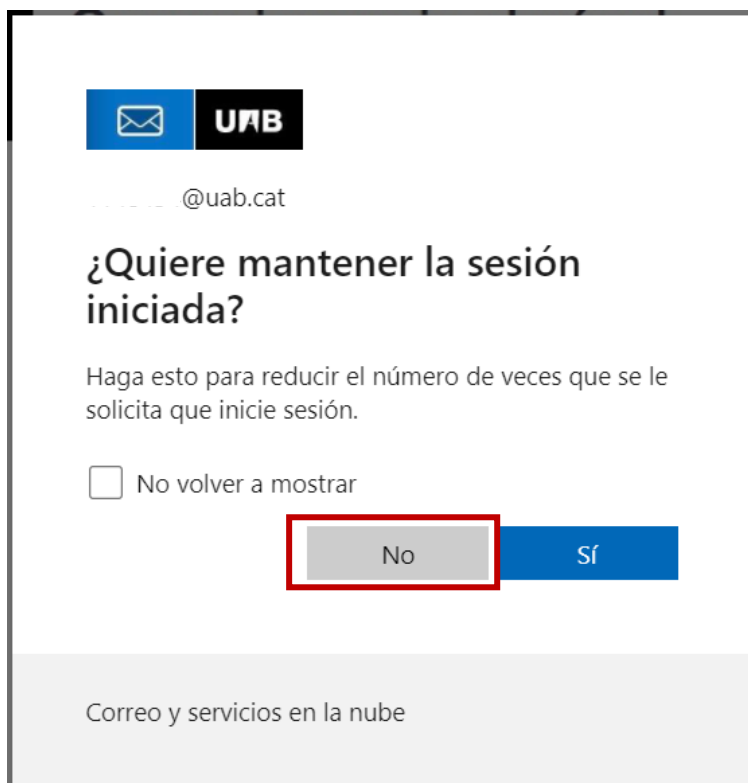 UAB
@uab.cat
¿Quiere mantener la sesión
iniciada?
Haga esto para reducir el número de veces que se le
solicita que inicie sesión.
No volver a mostrar
No
Sí
Correo y servicios en la nube